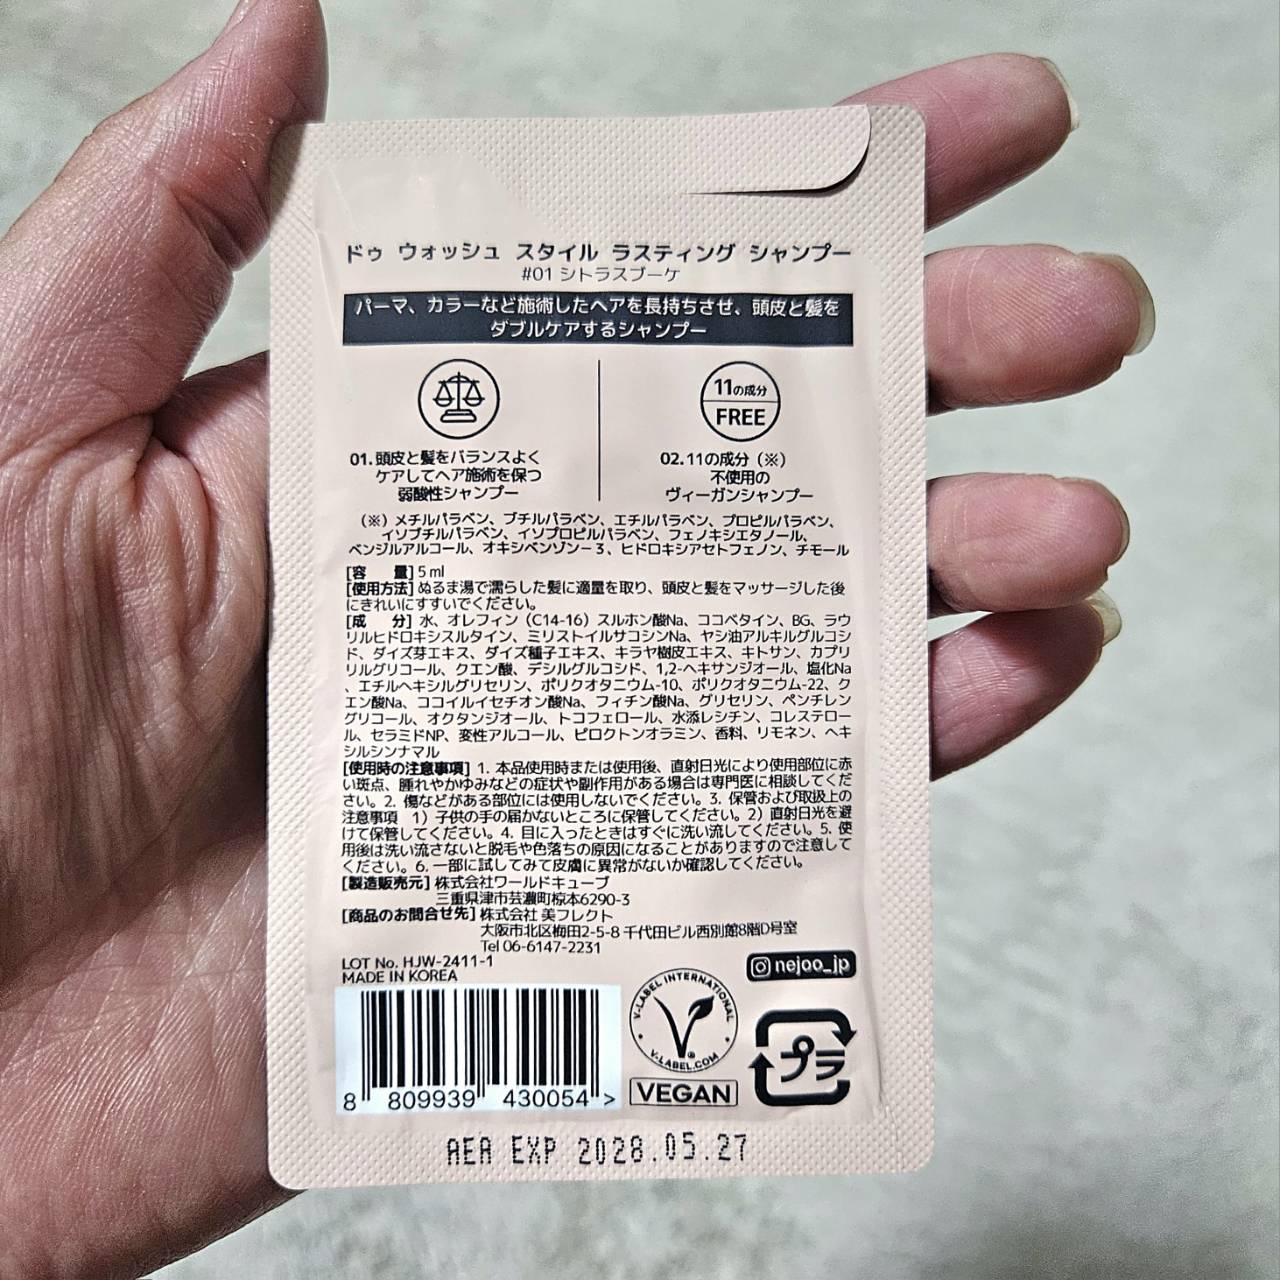 ドゥ ウォッシュ スタイル ラスティング シャンプー
#01 シトラスブーケ
パーマ、カラーなど施術したヘアを長持ちさせ、頭皮と髪を
ダブルケアするシャンプー
11の成分
FREE
01.頭皮と髪をバランスよく
ケアしてヘア施術を保つ
弱酸性シャンプー
02.11の成分（※）
不使用の
ヴィーガンシャンプー
（※）メチルパラベン、ブチルパラベン、エチルパラベン、プロピルパラベン、
イソブチルパラベン、イソプロピルパラベン、フェノキシエタノール、
ベンジルアルコール、オキシベンゾン－3、ヒドロキシアセトフェノン、チモール
[容　量] 5 ml
[使用方法] ぬるま湯で濡らした髪に適量を取り、頭皮と髪をマッサージした後
にきれいにすすいでください。
[成　分] 水、オレフィン（C14-16）スルホン酸Na、ココベタイン、BG、ラウ
リルヒドロキシスルタイン、ミリストイルサコシンNa、ヤシ油アルキルグルコシ
ド、ダイズ芽エキス、ダイズ種子エキス、キラヤ樹皮エキス、キトサン、カプリ
リルグリコール、クエン酸、デシルグルコシド、1,2-ヘキサンジオール、塩化Na
、エチルヘキシルグリセリン、ポリクオタニウム-10、ポリクオタニウム-22、ク
エン酸Na、ココイルイセチオン酸Na、フィチン酸Na、グリセリン、ペンチレン
グリコール、オクタンジオール、トコフェロール、水添レシチン、コレステロー
ル、セラミドNP、変性アルコール、ピロクトンオラミン、香料、リモネン、ヘキ
シルシンナマル
[使用時の注意事項] 1. 本品使用時または使用後、直射日光により使用部位に赤
い斑点、腫れやかゆみなどの症状や副作用がある場合は専門医に相談してくだ
さい。2. 傷などがある部位には使用しないでください。3. 保管および取扱上の
注意事項　1）子供の手の届かないところに保管してください。2）直射日光を避
けて保管してください。4. 目に入ったときはすぐに洗い流してください。5. 使
用後は洗い流さないと脱毛や色落ちの原因になることがありますので注意して
ください。6. 一部に試してみて皮膚に異常がないか確認してください。
[製造販売元] 株式会社ワールドキューブ
三重県津市芸濃町椋本6290-3
[商品のお問合せ先] 株式会社 美フレクト
大阪市北区梅田2-5-8 千代田ビル西別館8階D号室
Tel 06-6147-2231
LOT No. HJW-2411-1
MADE IN KOREA
nejoo_jp
8 809939 430054 >
V-LABEL INTERNATIONAL
V-LABEL.COM
®
VEGAN
プラ
AEA EXP 2028.05.27